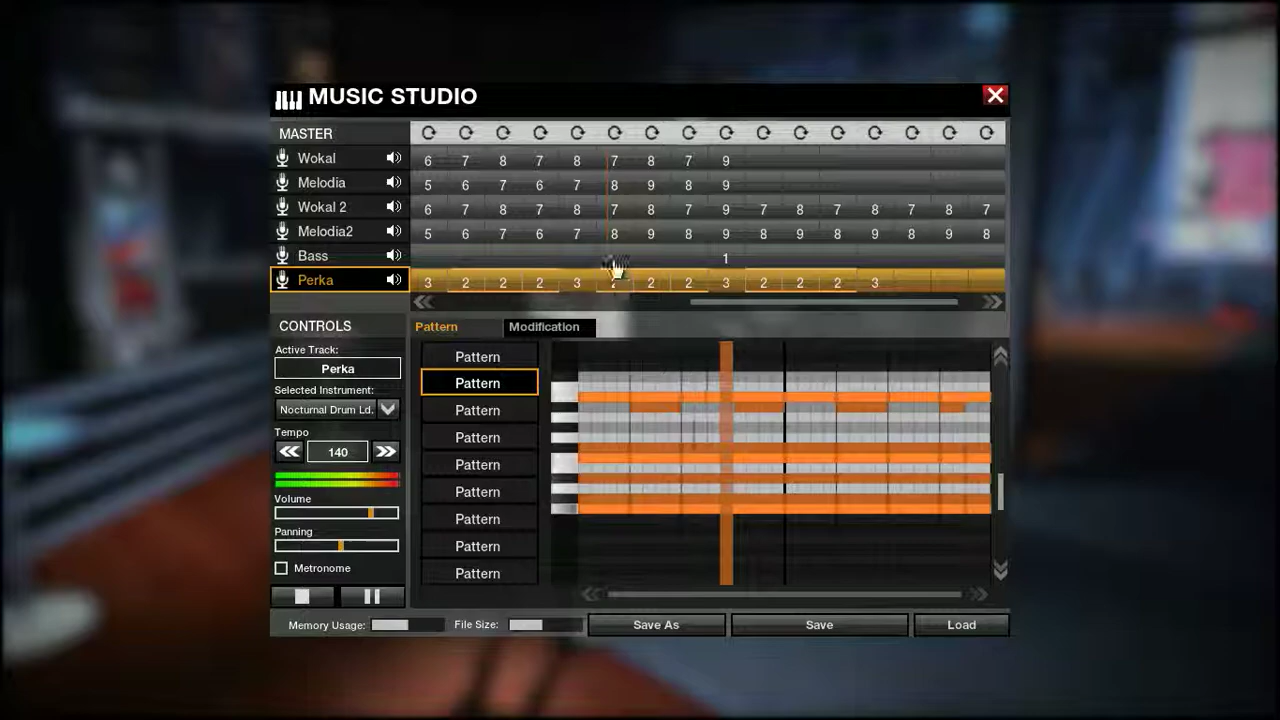 MUSIC STUDIO
MASTER
Wokal 6 7 8 7 8 7 8 7 9
Melodia 5 6 7 6 7 8 9 8 9
Wokal 2 6 7 8 7 8 7 8 7 9 7 8 7 8 7 8 7
Melodia2 5 6 7 6 7 8 9 8 9 8 9 8 9 8 9 8
Bass 1
Perka 3 2 2 2 3 2 2 2 3 2 2 2 3
CONTROLS
Pattern Modification
Active Track:
Perka
Selected Instrument:
Nocturnal Drum Ld.
Tempo
140
Volume
Panning
Metronome
Pattern
Pattern
Pattern
Pattern
Pattern
Pattern
Pattern
Pattern
Pattern
Memory Usage: File Size: Save As Save Load